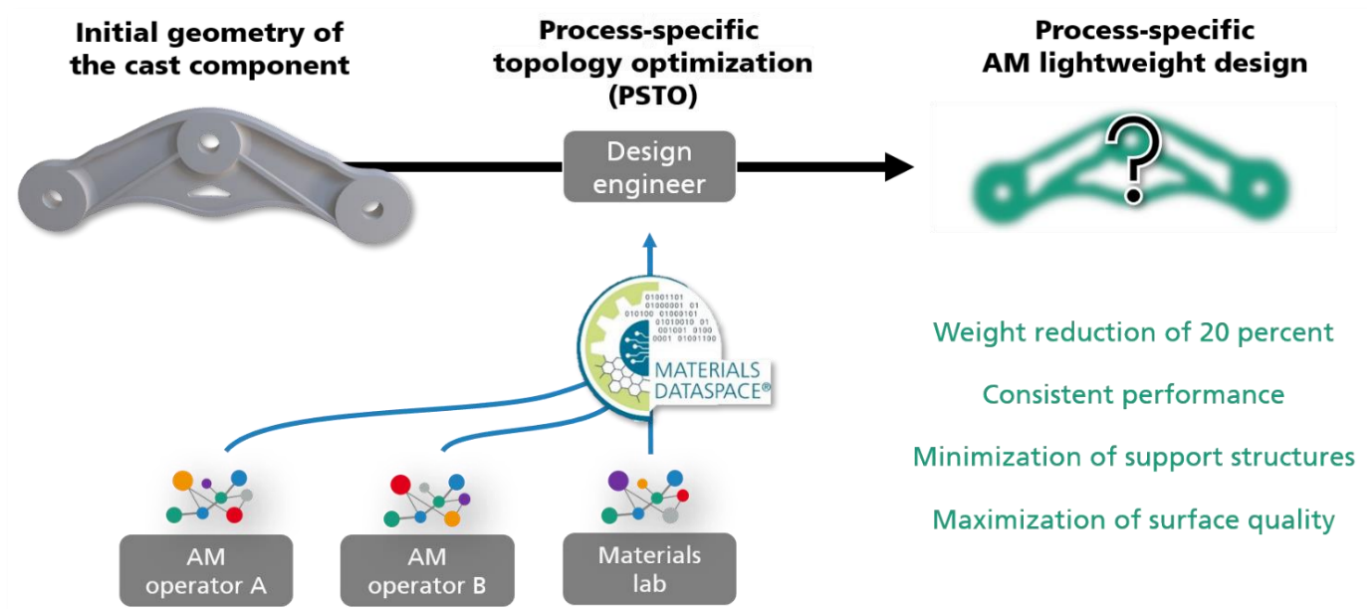 Initial geometry of
the cast component
Process-specific
topology optimization
(PSTO)
Process-specific
AM lightweight design
Design
engineer
?
01001101
01000001 01
010100 01000101
01010010 01
001001 0100
0001 01001100
MATERIALS
DATASPACE®
Weight reduction of 20 percent
Consistent performance
Minimization of support structures
Maximization of surface quality
AM
operator A
AM
operator B
Materials
lab